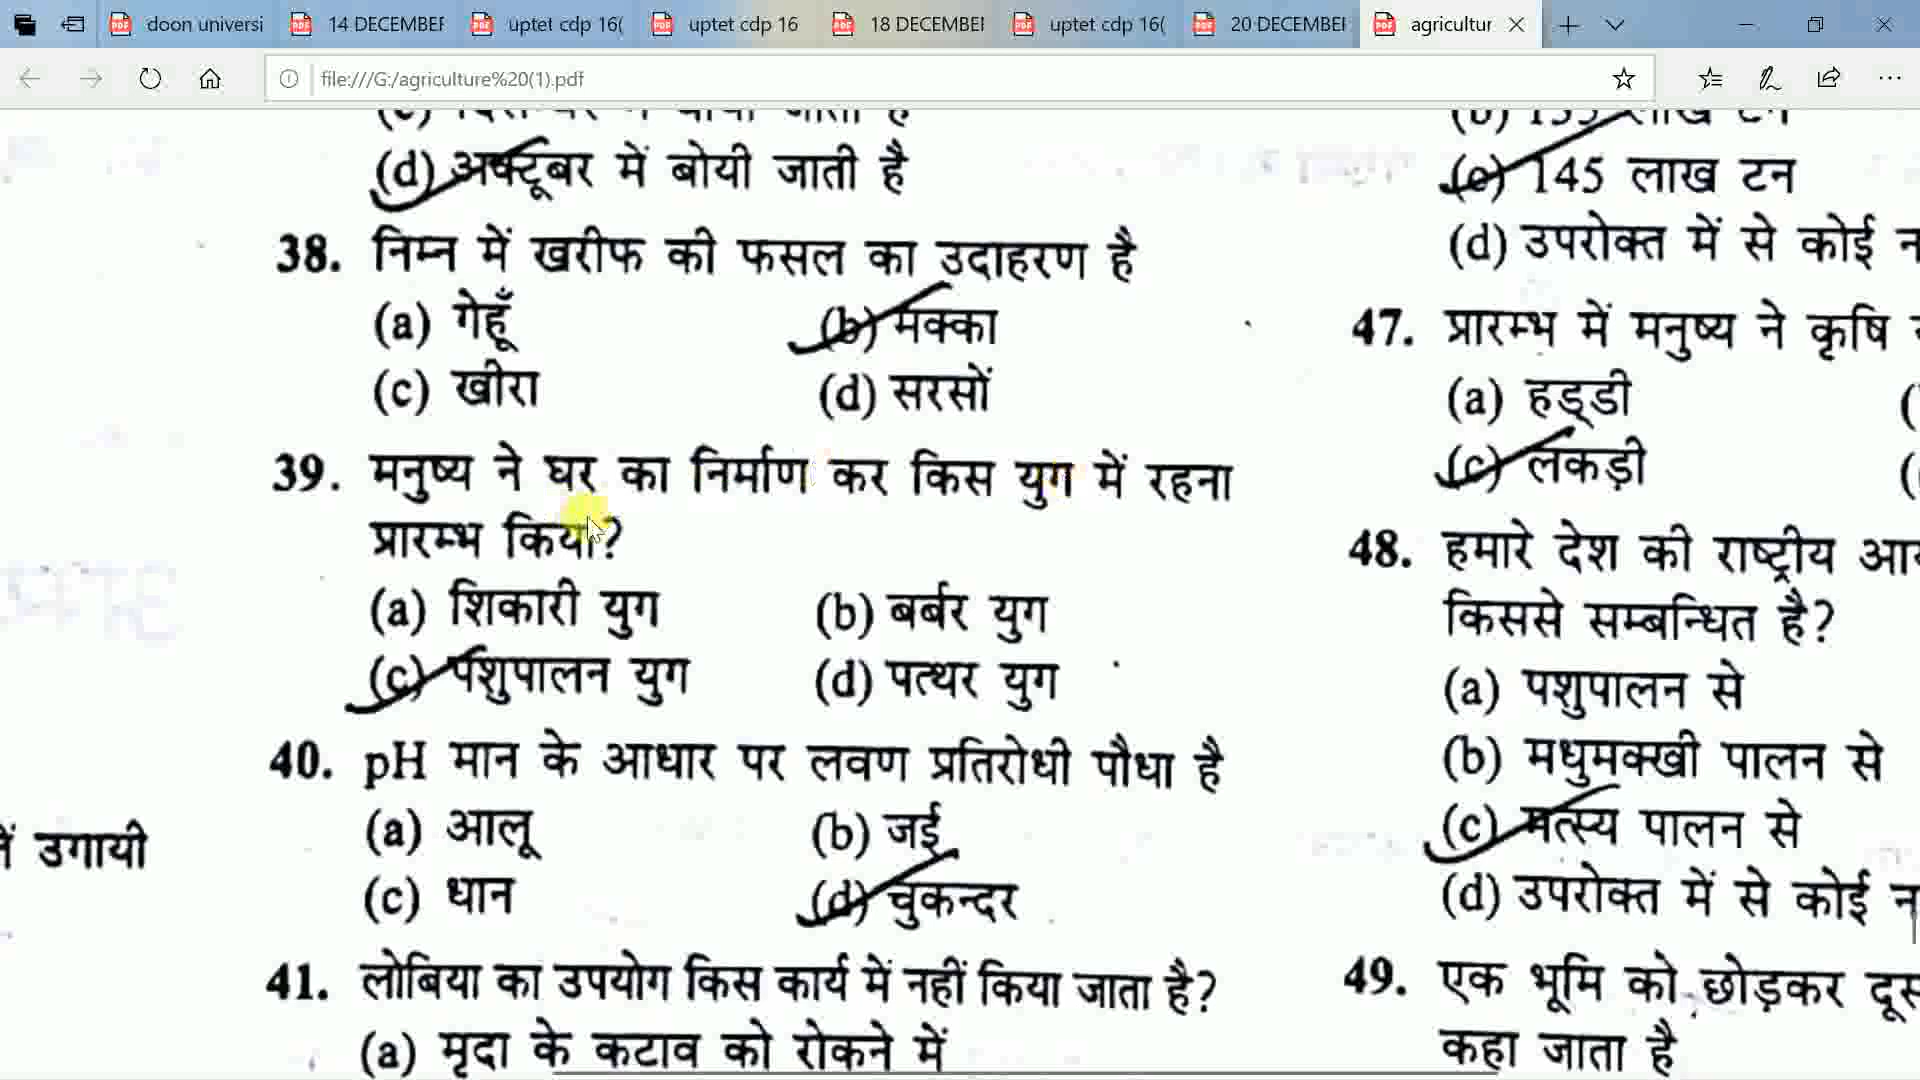 doon universi
14 DECEMBER
uptet cdp 16(
uptet cdp 16
18 DECEMBER
uptet cdp 16(
20 DECEMBER
agricultur
file:///G:/agriculture%20(1).pdf
(d) अक्टूबर में बोयी जाती है
38. निम्न में खरीफ की फसल का उदाहरण है
(a) गेहूँ (b) मक्का
(c) खीरा (d) सरसों
39. मनुष्य ने घर का निर्माण कर किस युग में रहना
प्रारम्भ किया?
(a) शिकारी युग (b) बर्बर युग
(c) पशुपालन युग (d) पत्थर युग
40. pH मान के आधार पर लवण प्रतिरोधी पौधा है
(a) आलू (b) जई
(c) धान (d) चुकन्दर
41. लोबिया का उपयोग किस कार्य में नहीं किया जाता है?
(a) मृदा के कटाव को रोकने में
उगायी
145 लाख टन
(d) उपरोक्त में से कोई न
47. प्रारम्भ में मनुष्य ने कृषि
(a) हड्डी
(c) लकड़ी
48. हमारे देश की राष्ट्रीय आ
किससे सम्बन्धित है?
(a) पशुपालन से
(b) मधुमक्खी पालन से
(c) मत्स्य पालन से
(d) उपरोक्त में से कोई न
49. एक भूमि को छोड़कर दूस
कहा जाता है